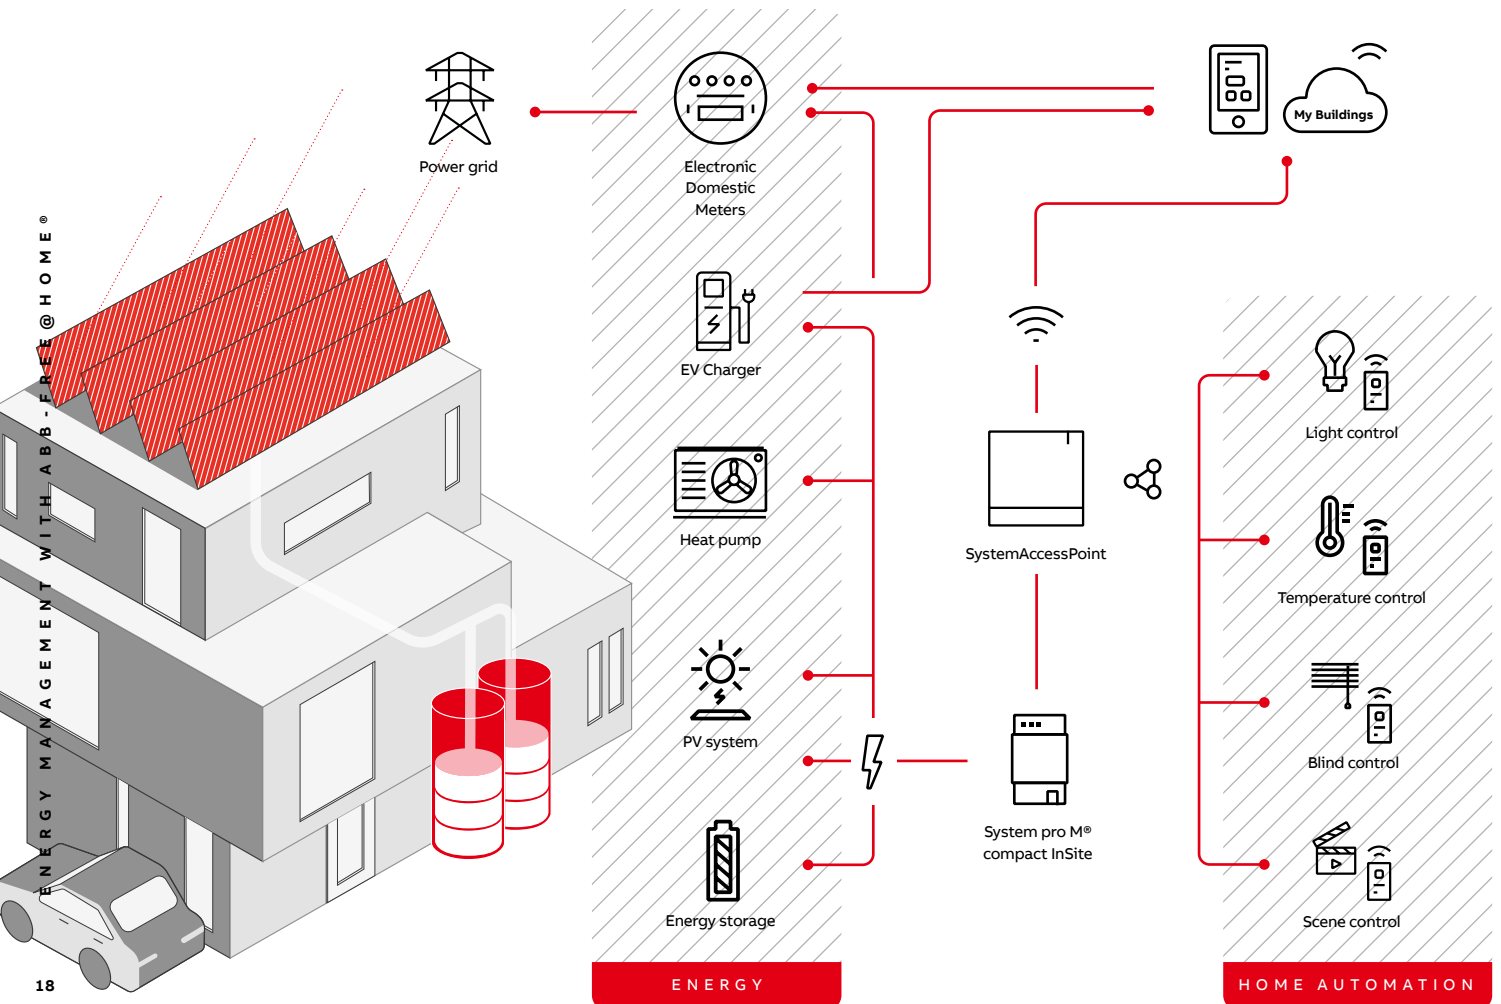 ENERGY MANAGEMENT WITH ABB-FREE@HOME®
Power grid
Electronic
Domestic
Meters
My Buildings
EV Charger
Heat pump
PV system
Energy storage
SystemAccessPoint
System pro M®
compact InSite
Light control
Temperature control
Blind control
Scene control
18
ENERGY
HOME AUTOMATION